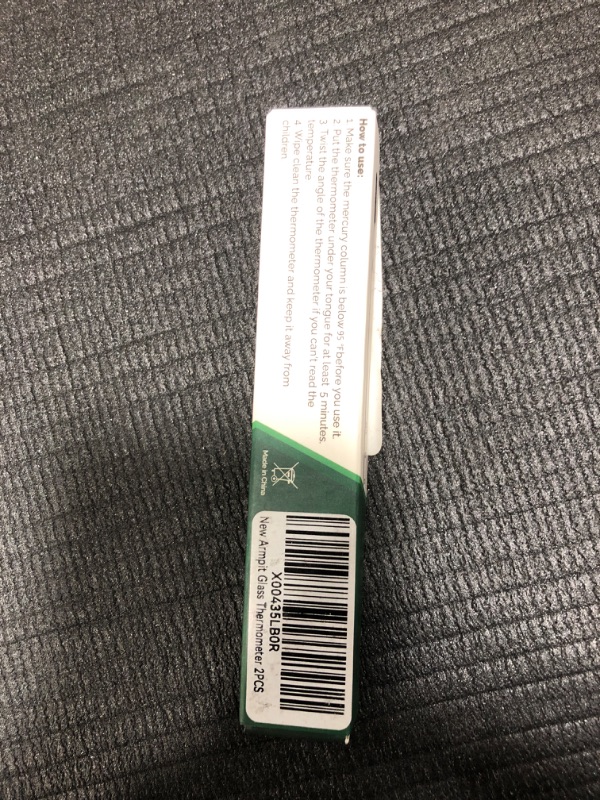 How to use:
1 Make sure the mercury column is below 95 °Fbefore you use it.
2 Put the thermometer under your tongue for at least 5 minutes.
3 Twist the angle of the thermometer if you can't read the
temperature
4 Wipe clean the thermometer and keep it away from
children
Made in China
X00435LB0R
New Armpit Glass Thermometer 2PCS